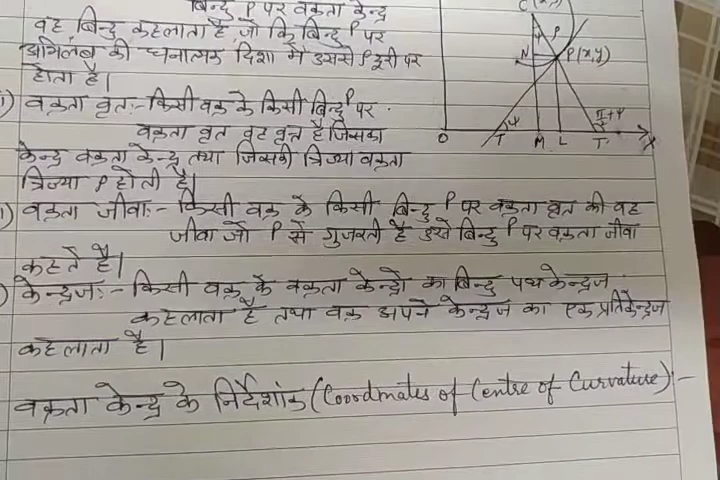 बिन्दु P पर वक्रता केन्द्र
वह बिन्दु कहलाता है जो कि बिन्दु P पर
अभिलंब की धनात्मक दिशा में उससे ρ दूरी पर
होता है।
वक्रता वृत:- किसी वक्र के किसी बिन्दु P पर
वक्रता वृत वह वृत्त है जिसका
केन्द्र वक्रता केन्द्र तथा जिसकी त्रिज्या वक्रता
त्रिज्या ρ होती है।
वक्रता जीवा:- किसी वक्र के किसी बिन्दु P पर वक्रता वृत की वह
जीवा जो P से गुजरती है उसे बिन्दु P पर वक्रता जीवा
कहते है।
केन्द्रज:- किसी वक्र के वक्रता केन्द्रो का बिन्दु पथ केन्द्रज
कहलाता है तथा वक्र अपने केन्द्रज का एक प्रतिकेन्द्रज
कहलाता है।
वक्रता केन्द्र के निर्देशांक (Coordinates of Centre of Curvature):-
ψ ρ
N P(x,y)
ψ π/2+ψ
O T M L T' X